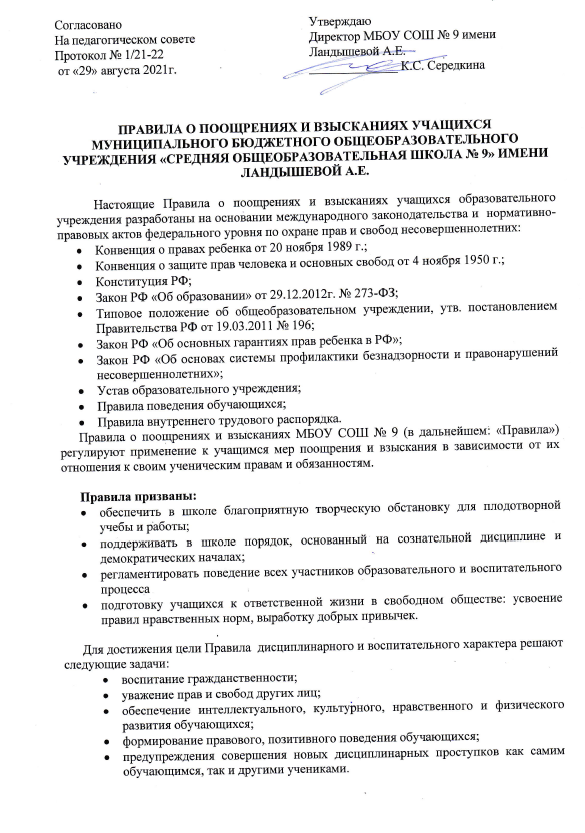 Согласовано
На педагогическом совете
Протокол № 1/21-22
от «29» августа 2021г.
Утверждаю
Директор МБОУ СОШ № 9 имени
Ландышевой А.Е.
______________ К.С. Середкина
ПРАВИЛА О ПООЩРЕНИЯХ И ВЗЫСКАНИЯХ УЧАЩИХСЯ
МУНИЦИПАЛЬНОГО БЮДЖЕТНОГО ОБЩЕОБРАЗОВАТЕЛЬНОГО
УЧРЕЖДЕНИЯ «СРЕДНЯЯ ОБЩЕОБРАЗОВАТЕЛЬНАЯ ШКОЛА № 9» ИМЕНИ
ЛАНДЫШЕВОЙ А.Е.
Настоящие Правила о поощрениях и взысканиях учащихся образовательного
учреждения разработаны на основании международного законодательства и нормативно-
правовых актов федерального уровня по охране прав и свобод несовершеннолетних:
• Конвенция о правах ребенка от 20 ноября 1989 г.;
• Конвенция о защите прав человека и основных свобод от 4 ноября 1950 г.;
• Конституция РФ;
• Закон РФ «Об образовании» от 29.12.2012г. № 273-ФЗ;
• Типовое положение об общеобразовательном учреждении, утв. постановлением
Правительства РФ от 19.03.2011 № 196;
• Закон РФ «Об основных гарантиях прав ребенка в РФ»;
• Закон РФ «Об основах системы профилактики безнадзорности и правонарушений
несовершеннолетних»;
• Устав образовательного учреждения;
• Правила поведения обучающихся;
• Правила внутреннего трудового распорядка.
Правила о поощрениях и взысканиях МБОУ СОШ № 9 (в дальнейшем: «Правила»)
регулируют применение к учащимся мер поощрения и взыскания в зависимости от их
отношения к своим ученическим правам и обязанностям.
Правила призваны:
• обеспечить в школе благоприятную творческую обстановку для плодотворной
учебы и работы;
• поддерживать в школе порядок, основанный на сознательной дисциплине и
демократических началах;
• регламентировать поведение всех участников образовательного и воспитательного
процесса
• подготовку учащихся к ответственной жизни в свободном обществе: усвоение
правил нравственных норм, выработку добрых привычек.
Для достижения цели Правила дисциплинарного и воспитательного характера решают
следующие задачи:
• воспитание гражданственности;
• уважение прав и свобод других лиц;
• обеспечение интеллектуального, культурного, нравственного и физического
развития обучающихся;
• формирование правового, позитивного поведения обучающихся;
• предупреждения совершения новых дисциплинарных проступков как самим
обучающимся, так и другими учениками.